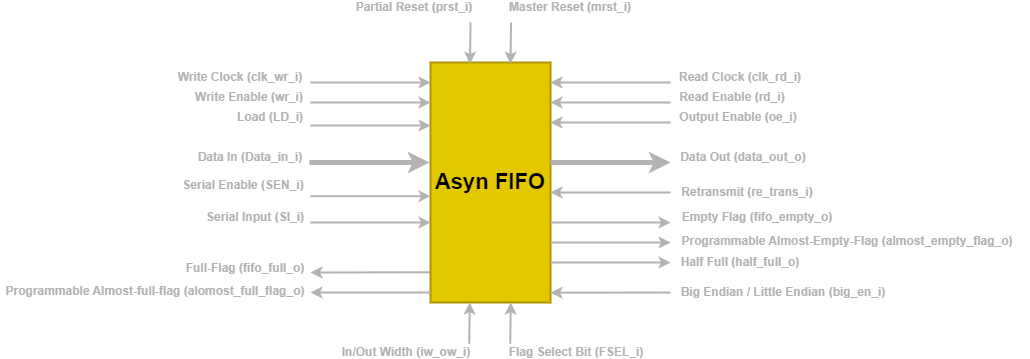 Partial Reset (prst_i)
Master Reset (mrst_i)
Write Clock (clk_wr_i)
Write Enable (wr_i)
Load (LD_i)
Data In (Data_in_i)
Serial Enable (SEN_i)
Serial Input (SI_i)
Full-Flag (fifo_full_o)
Programmable Almost-full-flag (alomost_full_flag_o)
Asyn FIFO
Read Clock (clk_rd_i)
Read Enable (rd_i)
Output Enable (oe_i)
Data Out (data_out_o)
Retransmit (re_trans_i)
Empty Flag (fifo_empty_o)
Programmable Almost-Empty-Flag (almost_empty_flag_o)
Half Full (half_full_o)
Big Endian / Little Endian (big_en_i)
In/Out Width (iw_ow_i)
Flag Select Bit (FSEL_i)